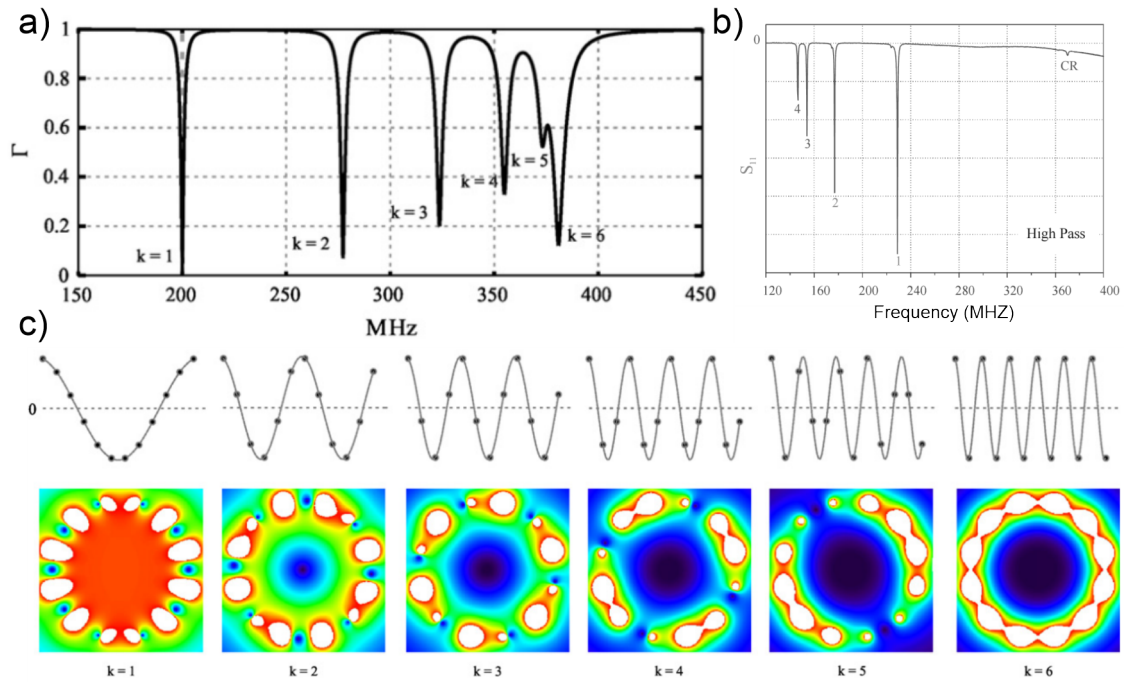 a)
1
0.8
0.6
0.4
0.2
0
Γ
k = 1
k = 2
k = 3
k = 4
k = 5
k = 6
150 200 250 300 350 400 450
MHz
b)
0
S11
4
3
2
1
CR
High Pass
120 160 200 240 280 320 360 400
Frequency (MHZ)
c)
0
k = 1 k = 2 k = 3 k = 4 k = 5 k = 6